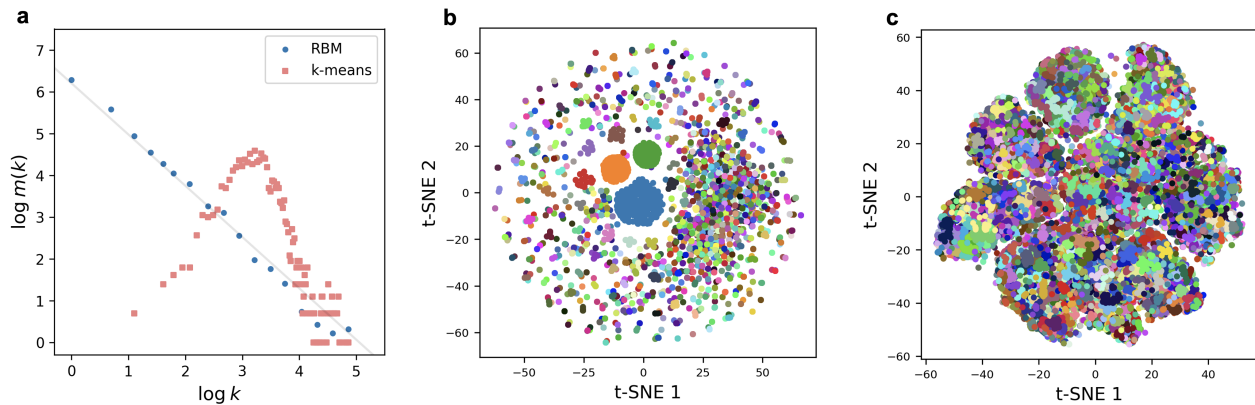 a
7
6
5
4
3
2
1
0
0 1 2 3 4 5
log m(k)
log k
RBM
k-means
b
60
40
20
0
−20
−40
−60
−50 −25 0 25 50
t-SNE 2
t-SNE 1
c
60
40
20
0
−20
−40
−60
−60 −40 −20 0 20 40
t-SNE 2
t-SNE 1